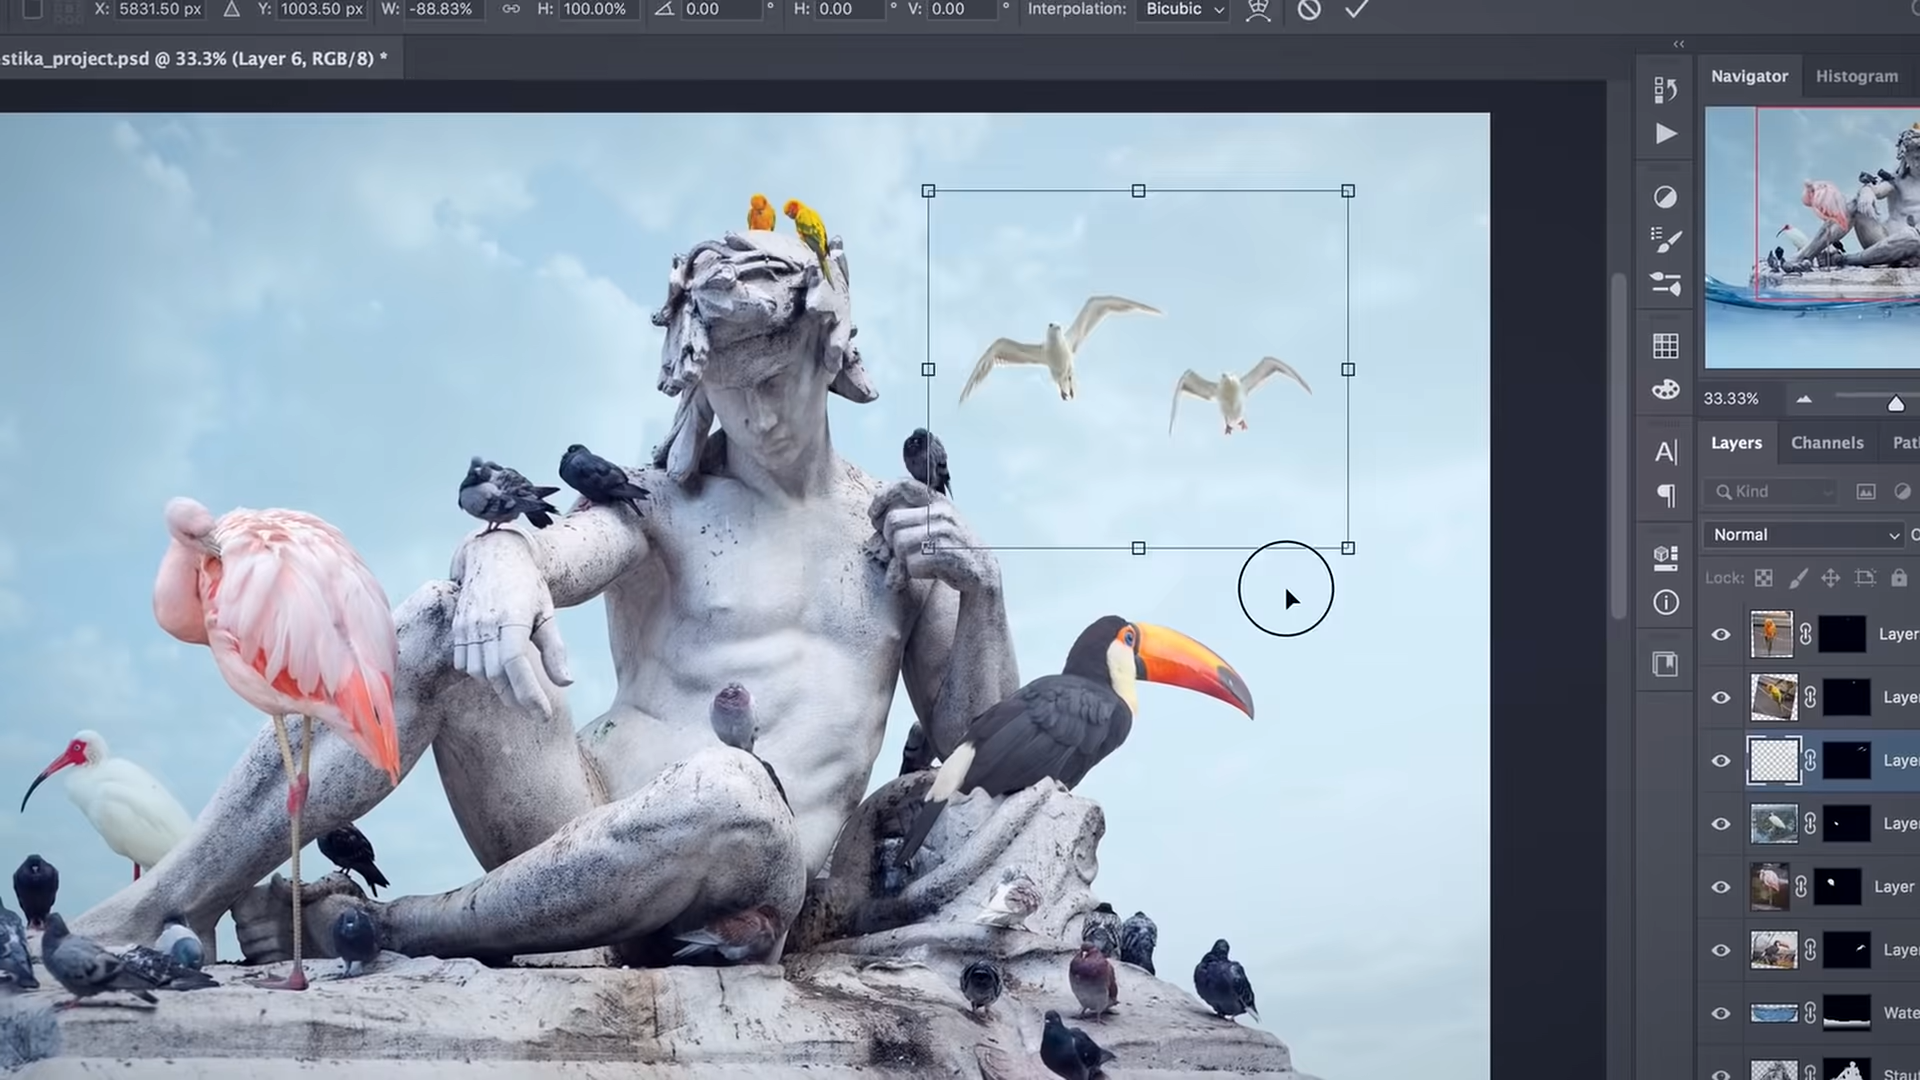 X: 5831.50 px Y: 1003.50 px W: -88.83% H: 100.00% 0.00 ° H: 0.00 ° V: 0.00 ° Interpolation: Bicubic
stika_project.psd @ 33.3% (Layer 6, RGB/8) *
Navigator Histogram
33.33%
Layers Channels Pat
Kind
Normal
Lock:
Layer
Laye
Laye
Laye
Layer
Laye
Wate
Stau